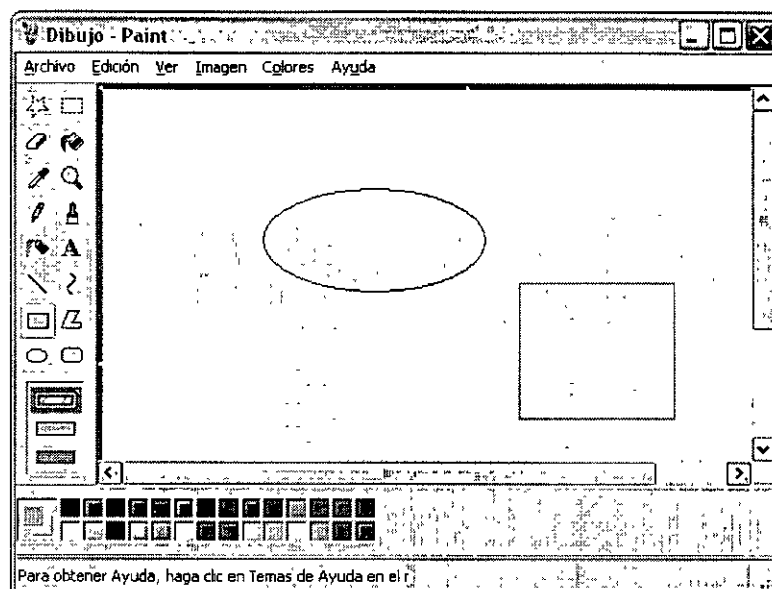 Dibujo - Paint
Archivo Edición Ver Imagen Colores Ayuda
A
Para obtener Ayuda, haga clic en Temas de Ayuda en el r